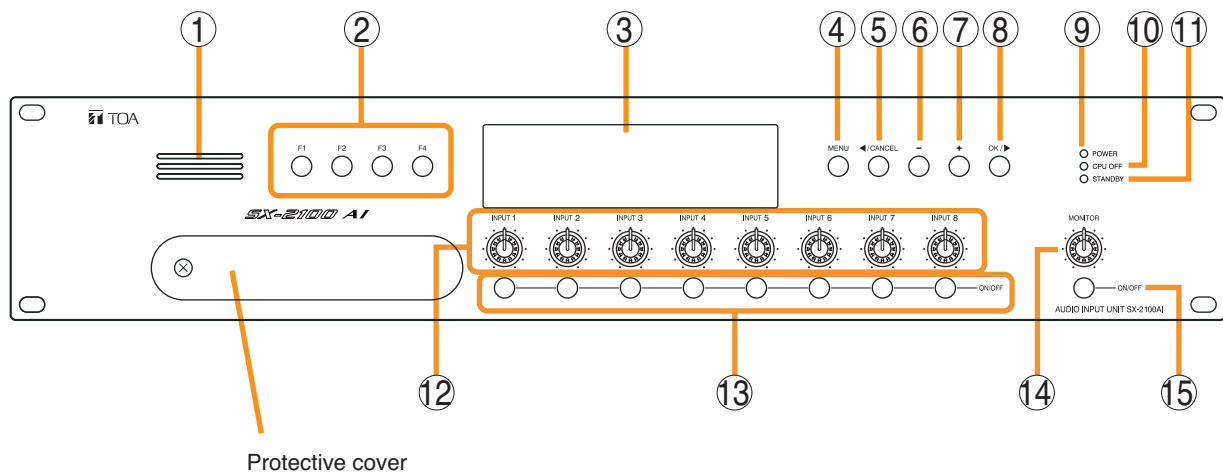 1 2 3 4 5 6 7 8 9 10 11
TOA
F1 F2 F3 F4
MENU ◀/CANCEL − + OK/▶
POWER
CPU OFF
STANDBY
SX-2100 AI
INPUT 1 INPUT 2 INPUT 3 INPUT 4 INPUT 5 INPUT 6 INPUT 7 INPUT 8
MONITOR
ON/OFF
ON/OFF
AUDIO INPUT UNIT SX-2100AI
12 13 14 15
Protective cover